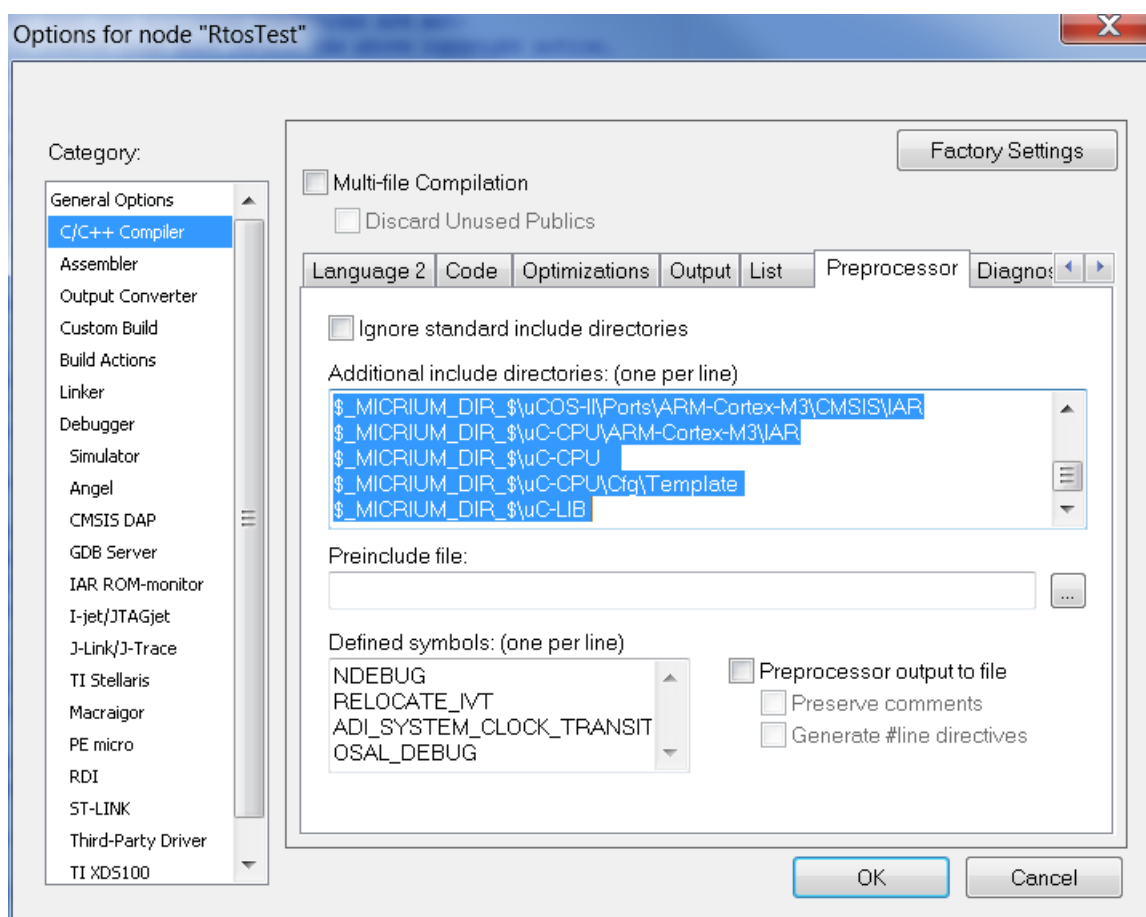 Options for node "RtosTest"
X
Category:
General Options
C/C++ Compiler
Assembler
Output Converter
Custom Build
Build Actions
Linker
Debugger
Simulator
Angel
CMSIS DAP
GDB Server
IAR ROM-monitor
I-jet/JTAGjet
J-Link/J-Trace
TI Stellaris
Macraigor
PE micro
RDI
ST-LINK
Third-Party Driver
TI XDS100
Factory Settings
Multi-file Compilation
Discard Unused Publics
Language 2 Code Optimizations Output List Preprocessor Diagnos
Ignore standard include directories
Additional include directories: (one per line)
$_MICRIUM_DIR_$\uCOS-II\Ports\ARM-Cortex-M3\CMSIS\IAR
$_MICRIUM_DIR_$\uC-CPU\ARM-Cortex-M3\IAR
$_MICRIUM_DIR_$\uC-CPU
$_MICRIUM_DIR_$\uC-CPU\Cfg\Template
$_MICRIUM_DIR_$\uC-LIB
Preinclude file:
...
Defined symbols: (one per line)
NDEBUG
RELOCATE_IVT
ADI_SYSTEM_CLOCK_TRANSIT
OSAL_DEBUG
Preprocessor output to file
Preserve comments
Generate #line directives
OK Cancel